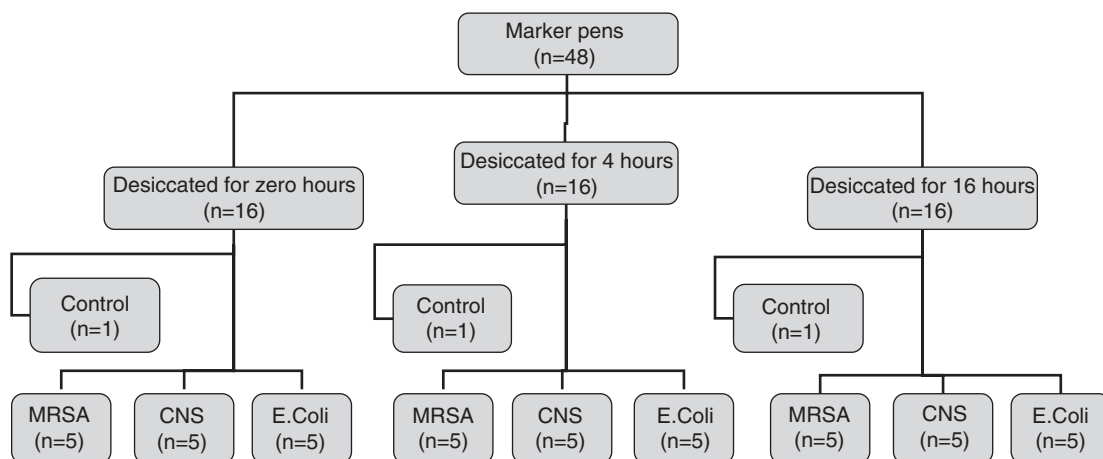 Marker pens
(n=48)
Desiccated for zero hours
(n=16)
Desiccated for 4 hours
(n=16)
Desiccated for 16 hours
(n=16)
Control
(n=1)
Control
(n=1)
Control
(n=1)
MRSA
(n=5)
CNS
(n=5)
E.Coli
(n=5)
MRSA
(n=5)
CNS
(n=5)
E.Coli
(n=5)
MRSA
(n=5)
CNS
(n=5)
E.Coli
(n=5)